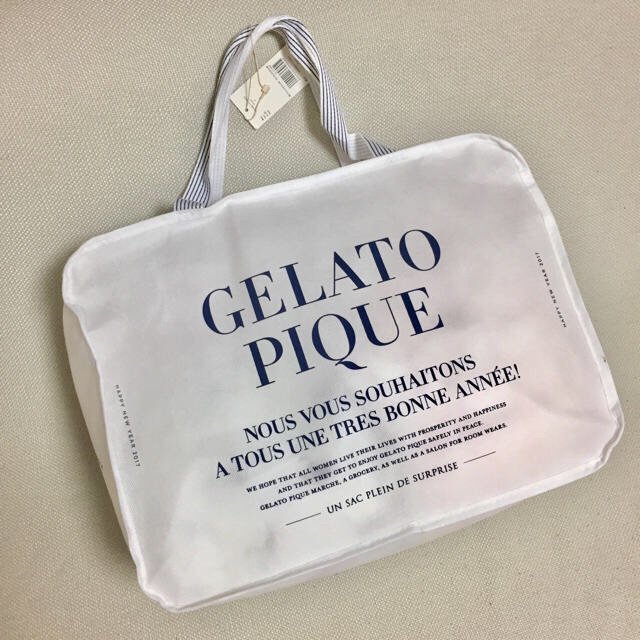 GELATO
PIQUE
NOUS VOUS SOUHAITONS
A TOUS UNE TRES BONNE ANNÉE!
WE HOPE THAT ALL WOMEN LIVE THEIR LIVES WITH PROSPERITY AND HAPPINESS
AND THAT THEY GET TO ENJOY GELATO PIQUE SAFELY IN PEACE.
GELATO PIQUE MARCHE, A GROCERY, AS WELL AS A SALON FOR ROOM WEARS.
UN SAC PLEIN DE SURPRISE
HAPPY NEW YEAR 2017
HAPPY NEW YEAR 2017